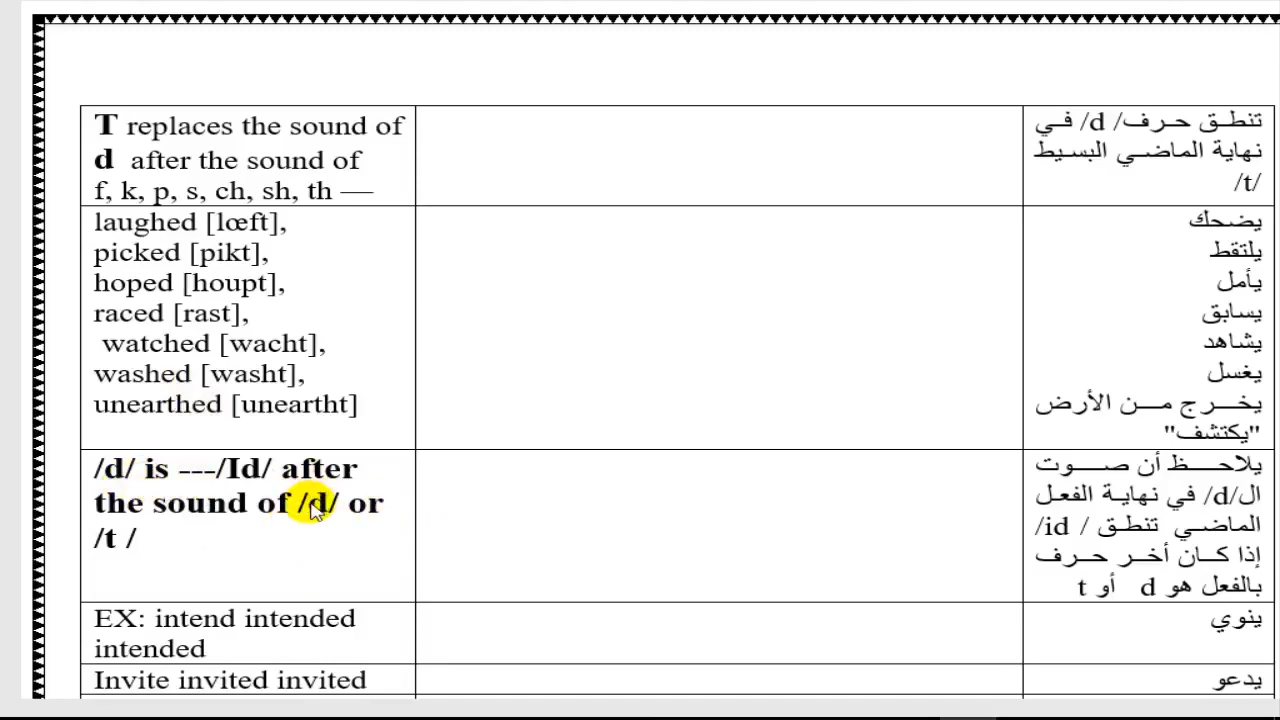 T replaces the sound of
d after the sound of
f, k, p, s, ch, sh, th —
تنطق حرف/ d/ في
نهاية الماضي البسيط
/t/
laughed [lœft],
picked [pikt],
hoped [houpt],
raced [rast],
watched [wacht],
washed [washt],
unearthed [uneartht]
يضحك
يلتقط
يأمل
يسابق
يشاهد
يغسل
يخرج من الأرض
"يكتشف"
/d/ is ---/Id/ after
the sound of /d/ or
/t /
يلاحظ أن صوت
ال/d/ في نهاية الفعل
الماضي تنطق / id/
إذا كان أخر حرف
بالفعل هو d أو t
EX: intend intended
intended
ينوي
Invite invited invited
يدعو